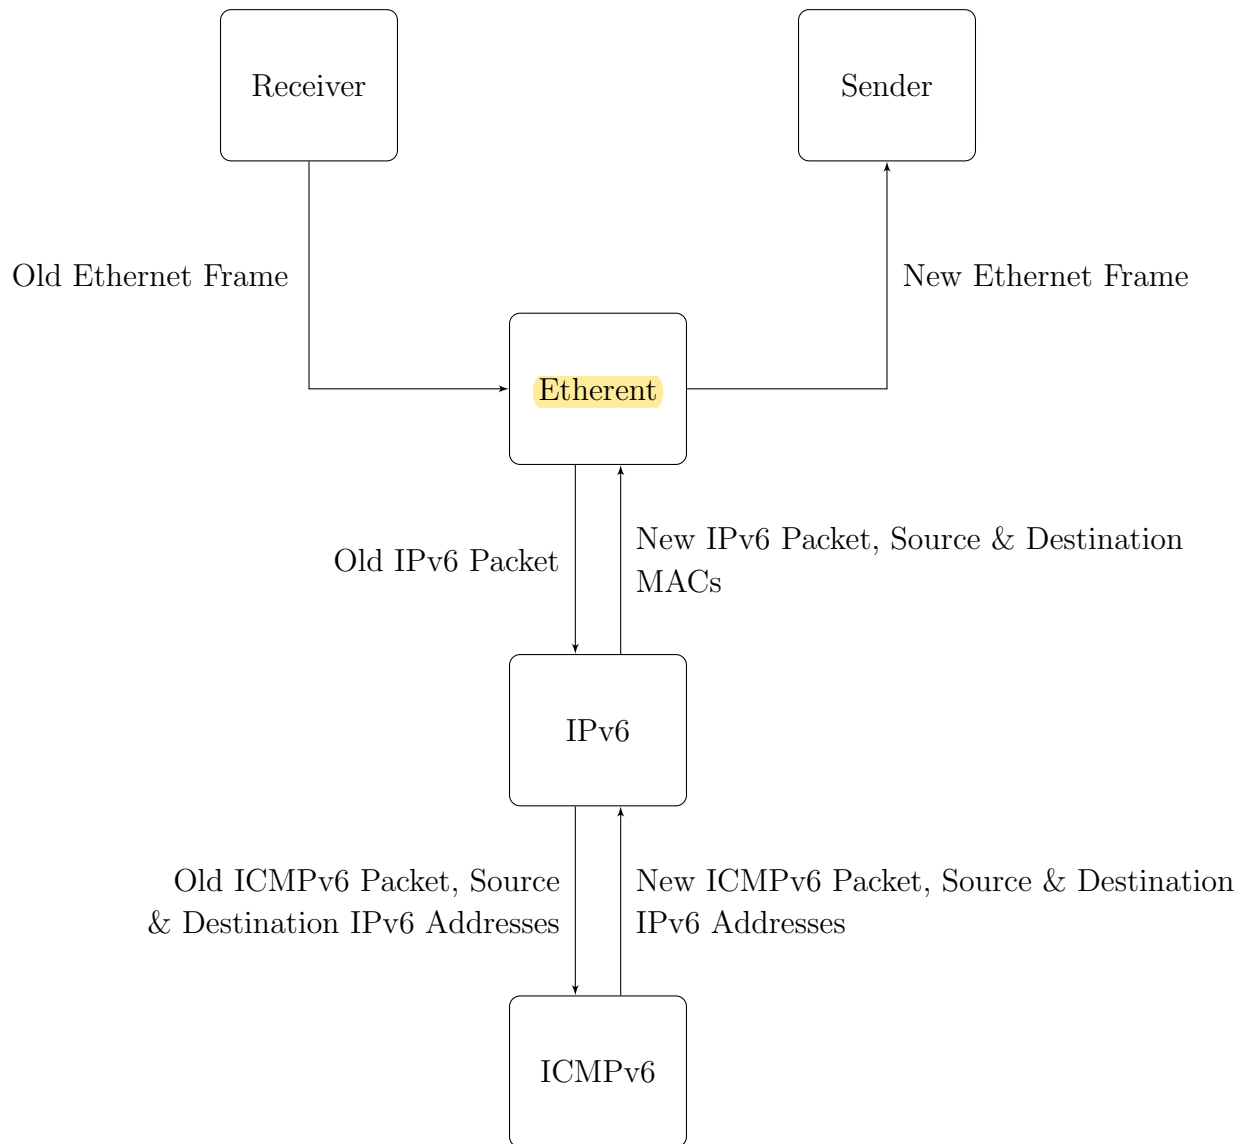 Receiver
Sender
Old Ethernet Frame
New Ethernet Frame
Etherent
Old IPv6 Packet
New IPv6 Packet, Source & Destination
MACs
IPv6
Old ICMPv6 Packet, Source
& Destination IPv6 Addresses
New ICMPv6 Packet, Source & Destination
IPv6 Addresses
ICMPv6